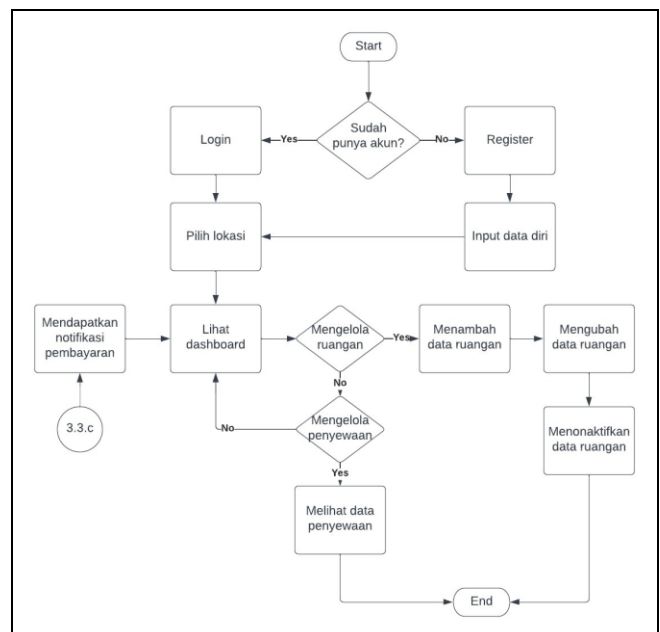 Start
Sudah
punya akun?
Yes
No
Login
Register
Pilih lokasi
Input data diri
Mendapatkan
notifikasi
pembayaran
Lihat
dashboard
Mengelola
ruangan
Yes
Menambah
data ruangan
Mengubah
data ruangan
No
3.3.c
No
Mengelola
penyewaan
Menonaktifkan
data ruangan
Yes
Melihat data
penyewaan
End